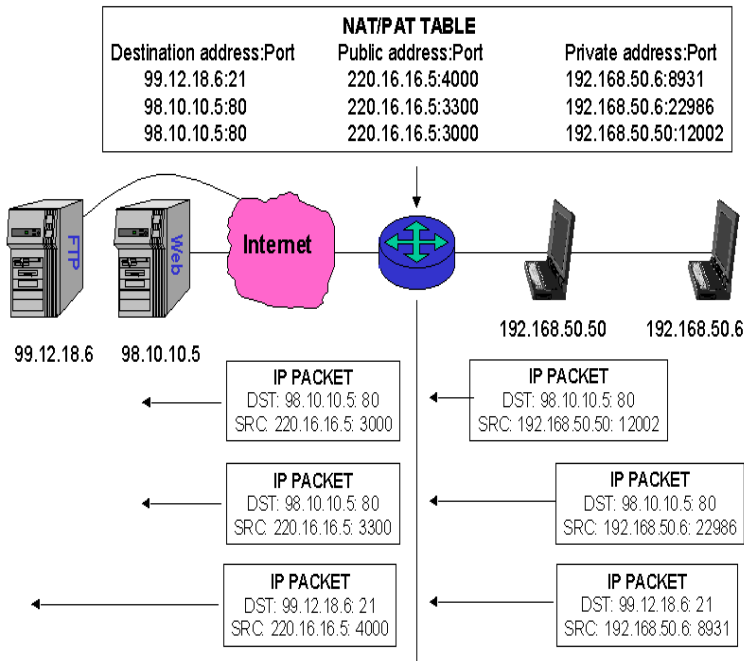 NAT/PAT TABLE
Destination address:Port Public address:Port Private address:Port
99.12.18.6:21 220.16.16.5:4000 192.168.50.6:8931
98.10.10.5:80 220.16.16.5:3300 192.168.50.6:22986
98.10.10.5:80 220.16.16.5:3000 192.168.50.50:12002
FTP
Web
Internet
99.12.18.6
98.10.10.5
192.168.50.50
192.168.50.6
IP PACKET
DST: 98.10.10.5: 80
SRC: 220.16.16.5: 3000
IP PACKET
DST: 98.10.10.5: 80
SRC: 192.168.50.50: 12002
IP PACKET
DST: 98.10.10.5: 80
SRC: 220.16.16.5: 3300
IP PACKET
DST: 98.10.10.5: 80
SRC: 192.168.50.6: 22986
IP PACKET
DST: 99.12.18.6: 21
SRC: 220.16.16.5: 4000
IP PACKET
DST: 99.12.18.6: 21
SRC: 192.168.50.6: 8931